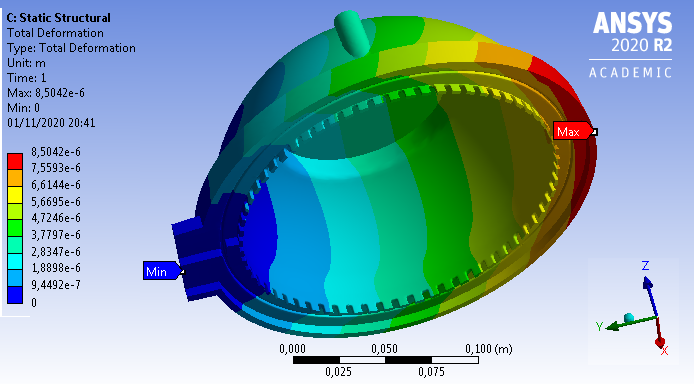 C: Static Structural
Total Deformation
Type: Total Deformation
Unit: m
Time: 1
Max: 8,5042e-6
Min: 0
01/11/2020 20:41
8,5042e-6
7,5593e-6
6,6144e-6
5,6695e-6
4,7246e-6
3,7797e-6
2,8347e-6
1,8898e-6
9,4492e-7
0
ANSYS
2020 R2
ACADEMIC
Max
Min
0,000
0,050
0,100 (m)
0,025
0,075
Z
Y
X